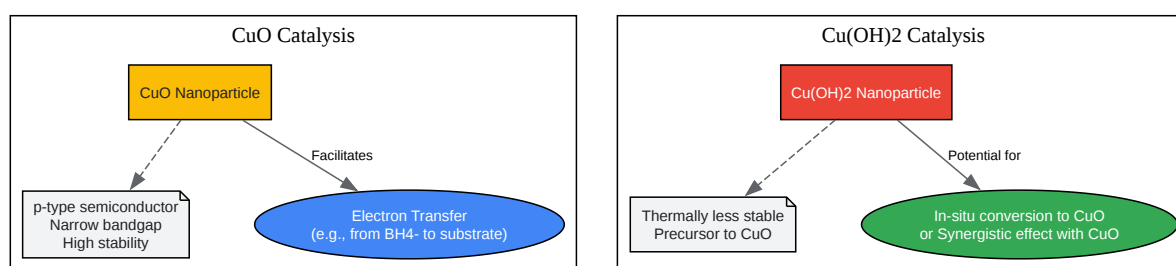 CuO Catalysis
CuO Nanoparticle
Facilitates
p-type semiconductor
Narrow bandgap
High stability
Electron Transfer
(e.g., from BH4- to substrate)
Cu(OH)2 Catalysis
Cu(OH)2 Nanoparticle
Potential for
Thermally less stable
Precursor to CuO
In-situ conversion to CuO
or Synergistic effect with CuO